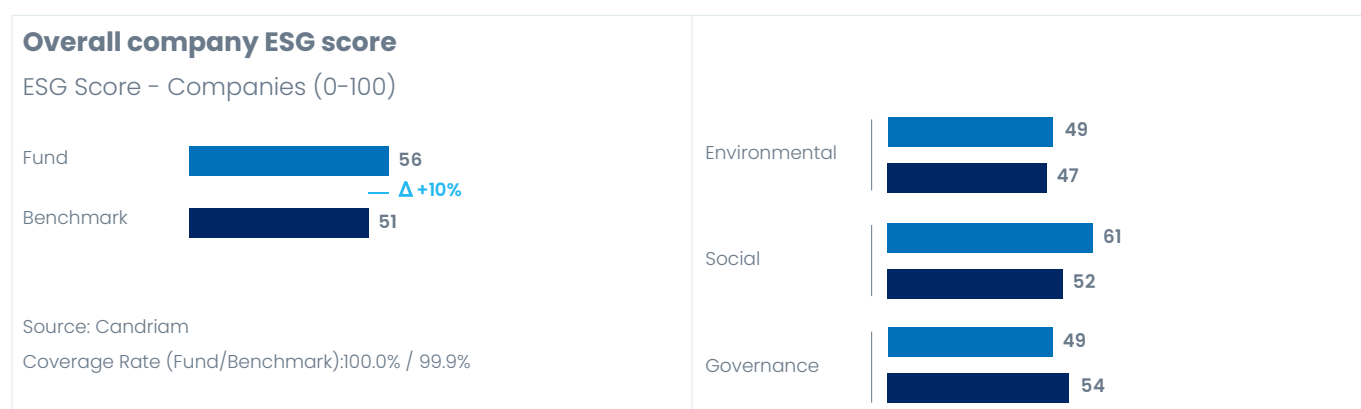 Overall company ESG score
ESG Score - Companies (0-100)
Fund
56
Δ +10%
Benchmark
51
Source: Candriam
Coverage Rate (Fund/Benchmark):100.0% / 99.9%
Environmental
49
47
Social
61
52
Governance
49
54